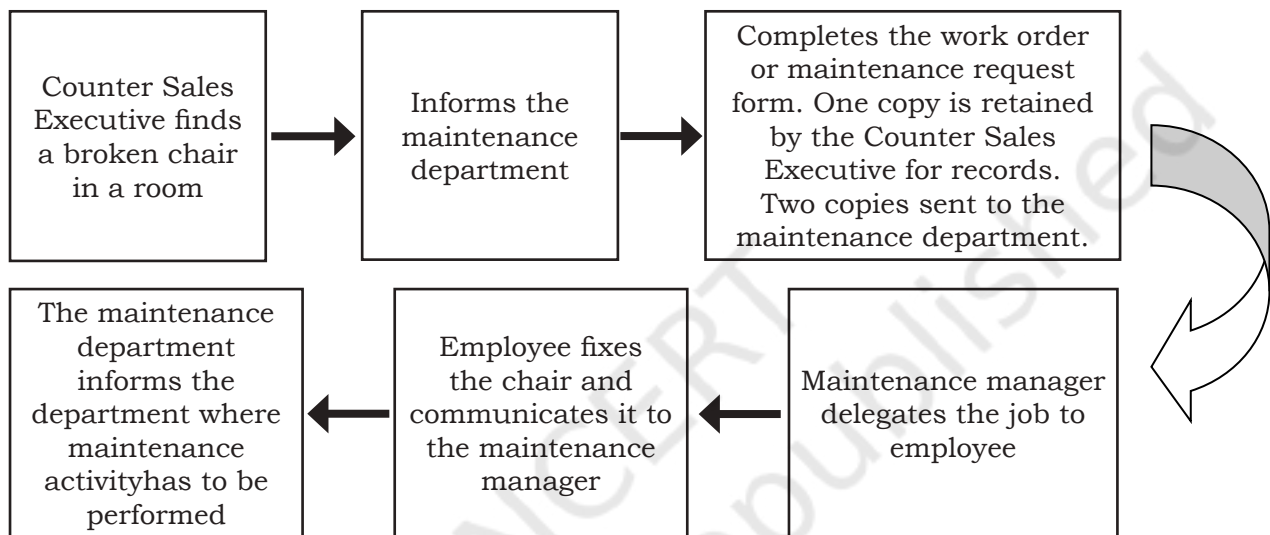 Counter Sales
Executive finds
a broken chair
in a room
Informs the
maintenance
department
Completes the work order
or maintenance request
form. One copy is retained
by the Counter Sales
Executive for records.
Two copies sent to the
maintenance department.
Maintenance manager
delegates the job to
employee
Employee fixes
the chair and
communicates it to
the maintenance
manager
The maintenance
department
informs the
department where
maintenance
activityhas to be
performed
NCERT
republished